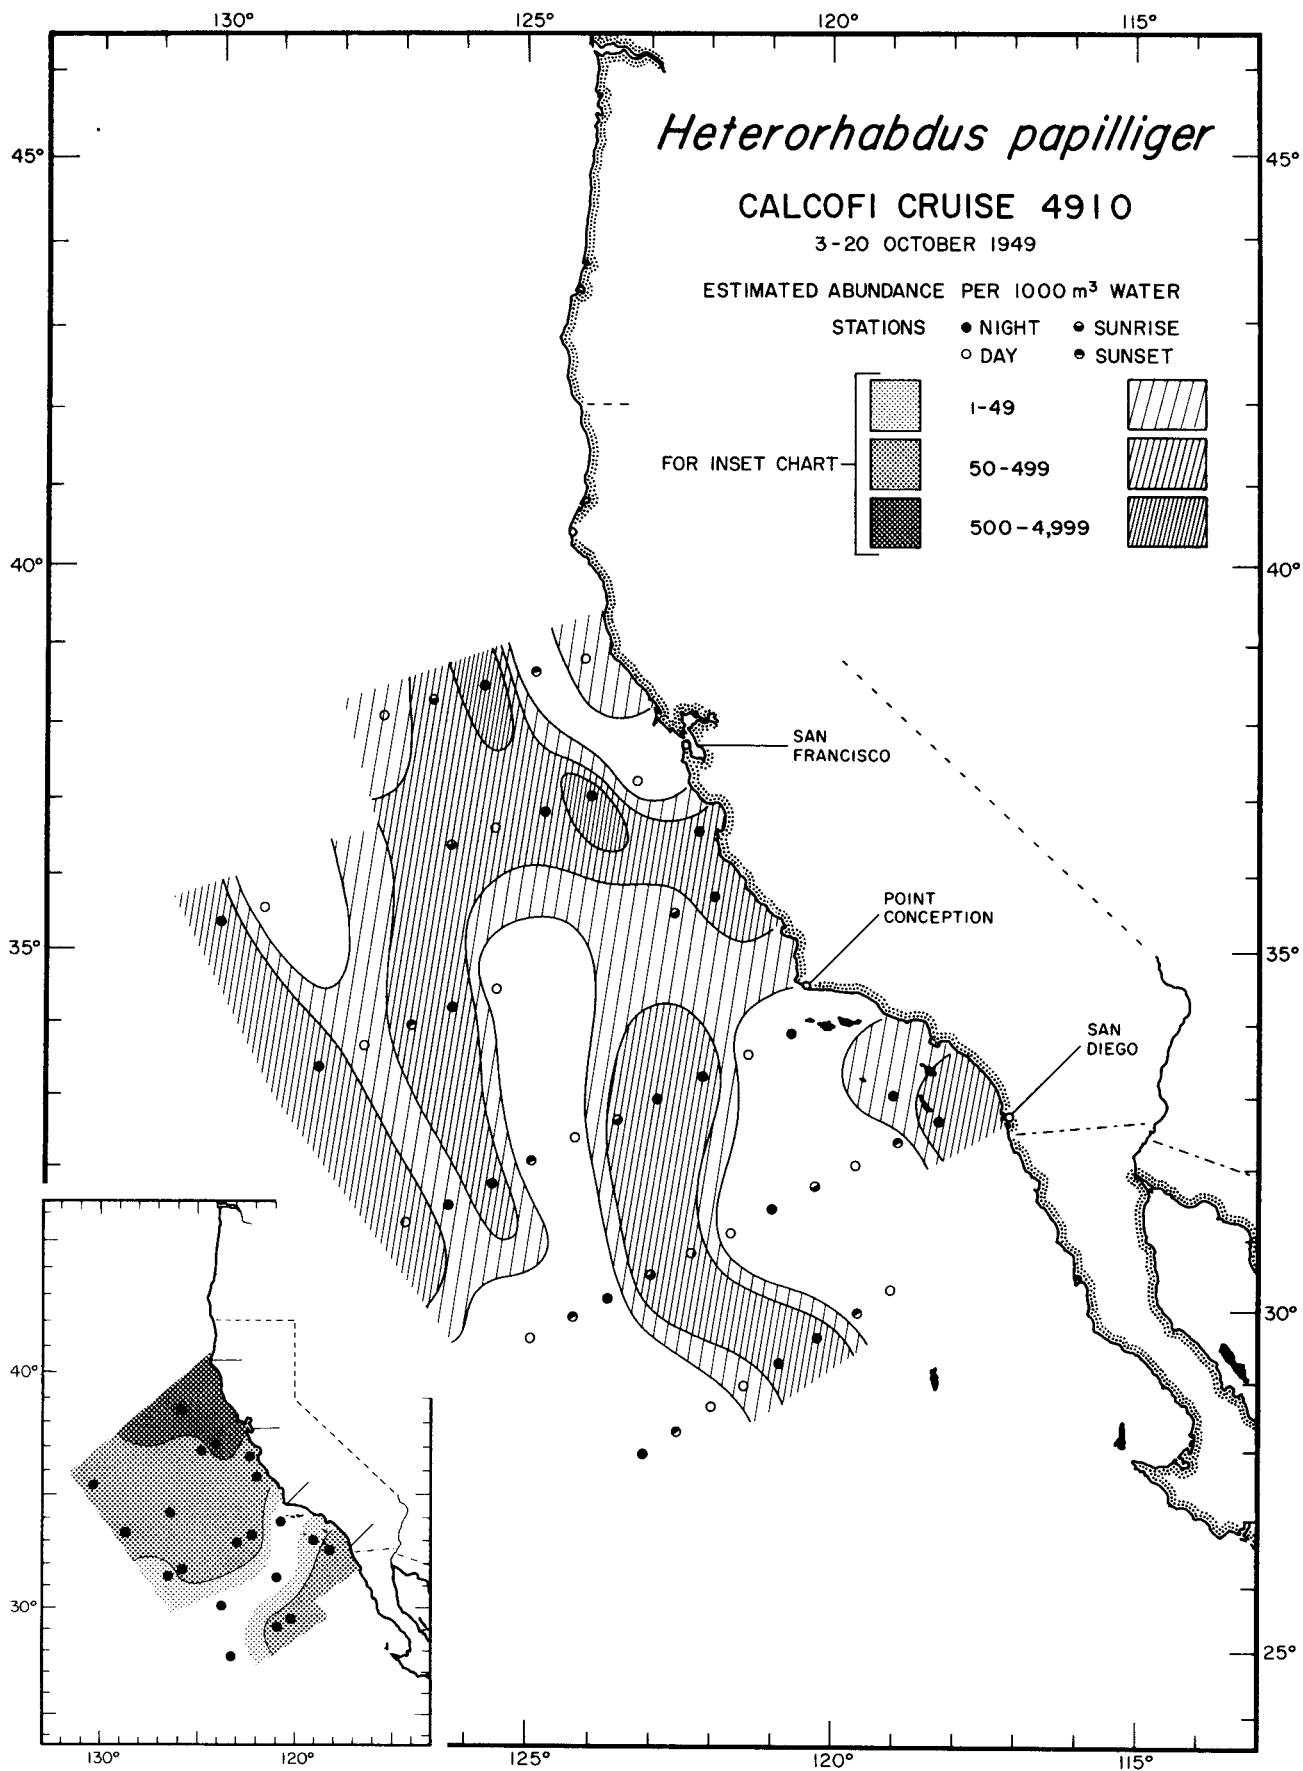 130° 125° 120° 115°
Heterorhabdus papilliger
45° 45°
CALCOFI CRUISE 4910
3-20 OCTOBER 1949
ESTIMATED ABUNDANCE PER 1000 m³ WATER
STATIONS ● NIGHT SUNRISE
○ DAY SUNSET
1-49
FOR INSET CHART
50-499
500-4,999
40° 40°
SAN
FRANCISCO
POINT
CONCEPTION
35° 35°
SAN
DIEGO
30°
40°
30°
25°
130° 120°
125° 120° 115°